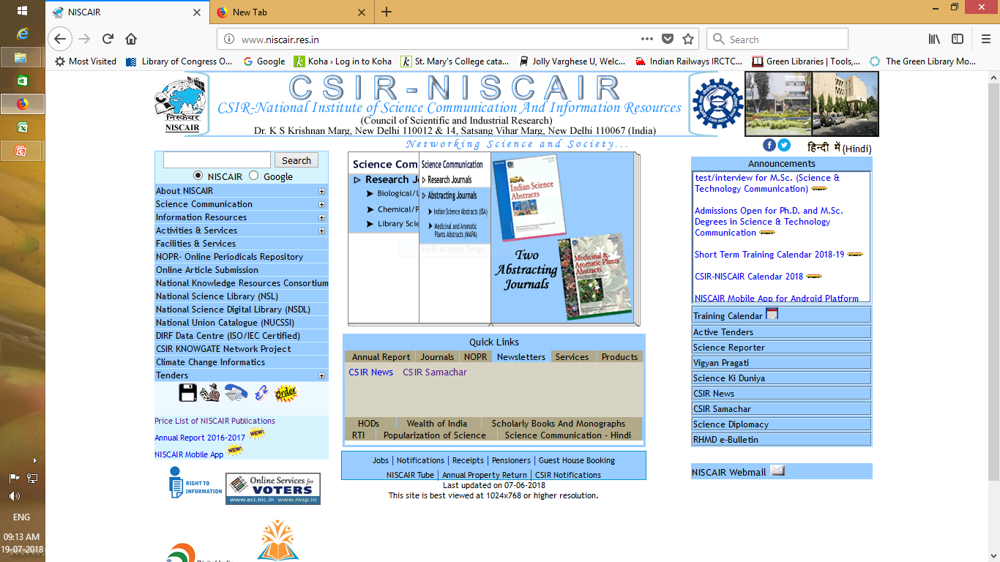 NISCAIR
New Tab
www.niscair.res.in
Search
Most Visited
Library of Congress O...
Google
Koha › Log in to Koha
St. Mary's College cata...
Jolly Varghese U, Welc...
Indian Railways IRCTC...
Green Libraries | Tools,...
The Green Library Mo...
निस्केयर
NISCAIR
CSIR-NISCAIR
CSIR-National Institute of Science Communication And Information Resources
(Council of Scientific and Industrial Research)
Dr. K S Krishnan Marg, New Delhi 110012 & 14, Satsang Vihar Marg, New Delhi 110067 (India)
CSIR INDIA
Networking Science and Society...
हिन्दी में (Hindi)
Search
NISCAIR
Google
About NISCAIR
Science Communication
Information Resources
Activities & Services
Facilities & Services
NOPR- Online Periodicals Repository
Online Article Submission
National Knowledge Resources Consortium
National Science Library (NSL)
National Science Digital Library (NSDL)
National Union Catalogue (NUCSSI)
DIRF Data Centre (ISO/IEC Certified)
CSIR KNOWGATE Network Project
Climate Change Informatics
Tenders
Order
Price List of NISCAIR Publications
Annual Report 2016-2017 NEW!
NISCAIR Mobile App NEW!
RIGHT TO
INFORMATION
Online Services for
VOTERS
www.eci.nic.in www.nvsp.in
Science Com
Research J
Biological/L
Chemical/P
Library Scie
Science Communication
Research Journals
Abstracting Journals
Indian Science Abstracts (ISA)
Medicinal and Aromatic
Plants Abstracts (MAPA)
Full-screen Snip
ISA
Indian Science
Abstracts
Two
Abstracting
Journals
Medicinal &
Aromatic Plants
Abstracts
Quick Links
Annual Report
Journals
NOPR
Newsletters
Services
Products
CSIR News
CSIR Samachar
HODs
Wealth of India
Scholarly Books And Monographs
RTI
Popularization of Science
Science Communication - Hindi
Jobs | Notifications | Receipts | Pensioners | Guest House Booking
NISCAIR Tube | Annual Property Return | CSIR Notifications
Last updated on 07-06-2018
This site is best viewed at 1024x768 or higher resolution.
Announcements
test/interview for M.Sc. (Science &
Technology Communication)
Admissions Open for Ph.D. and M.Sc.
Degrees in Science & Technology
Communication
Short Term Training Calendar 2018-19
CSIR-NISCAIR Calendar 2018
NISCAIR Mobile App for Android Platform
Training Calendar
Active Tenders
Science Reporter
Vigyan Pragati
Science Ki Duniya
CSIR News
CSIR Samachar
Science Diplomacy
RHMD e-Bulletin
NISCAIR Webmail
ENG
09:13 AM
19-07-2018